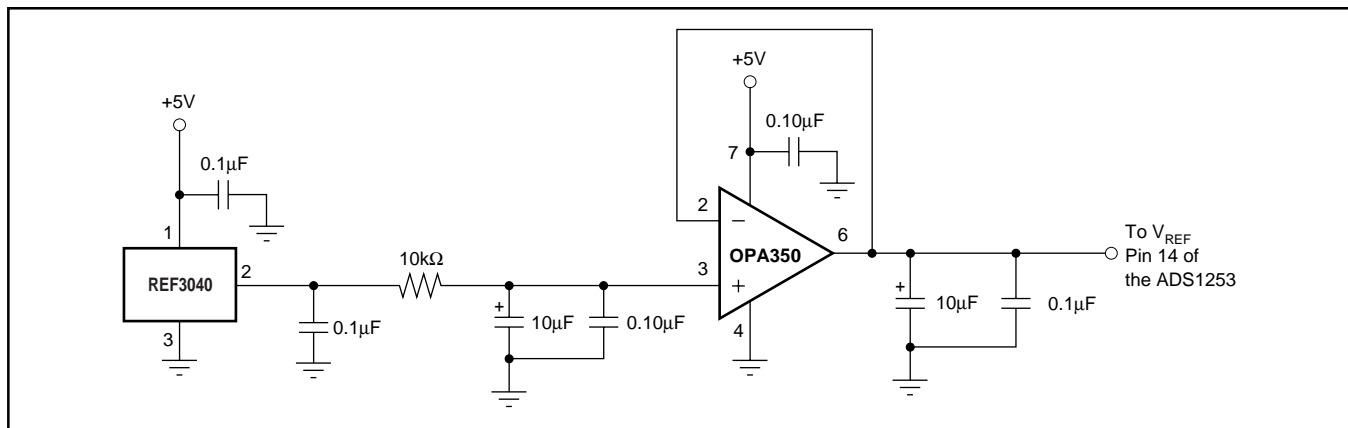 +5V
0.1μF
1
REF3040
2
3
0.1μF
10kΩ
+
10μF
0.10μF
+5V
0.10μF
7
2
−
OPA350
3
+
4
6
+
10μF
0.1μF
To VREF
Pin 14 of
the ADS1253